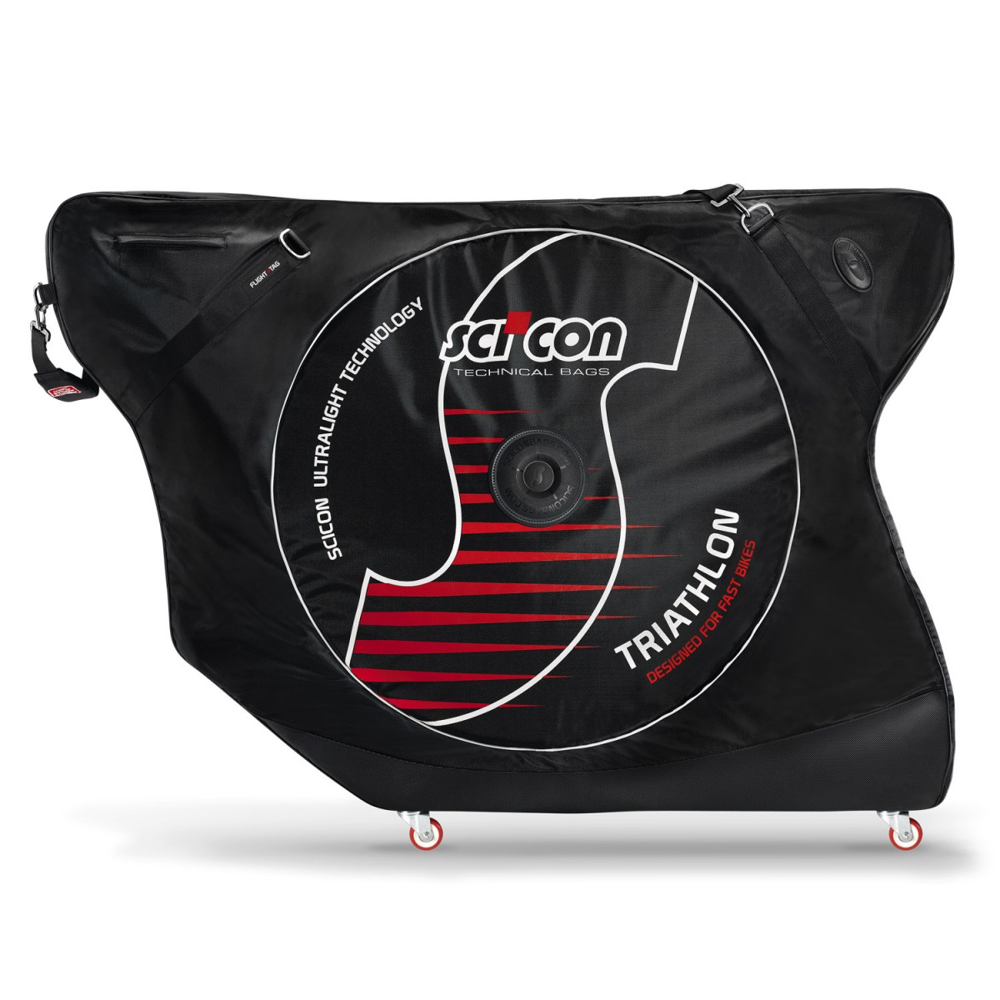 FLIGHT TAG
SCICON ULTRALIGHT TECHNOLOGY
SCI'CON
TECHNICAL BAGS
TRIATHLON
DESIGNED FOR FAST BIKES